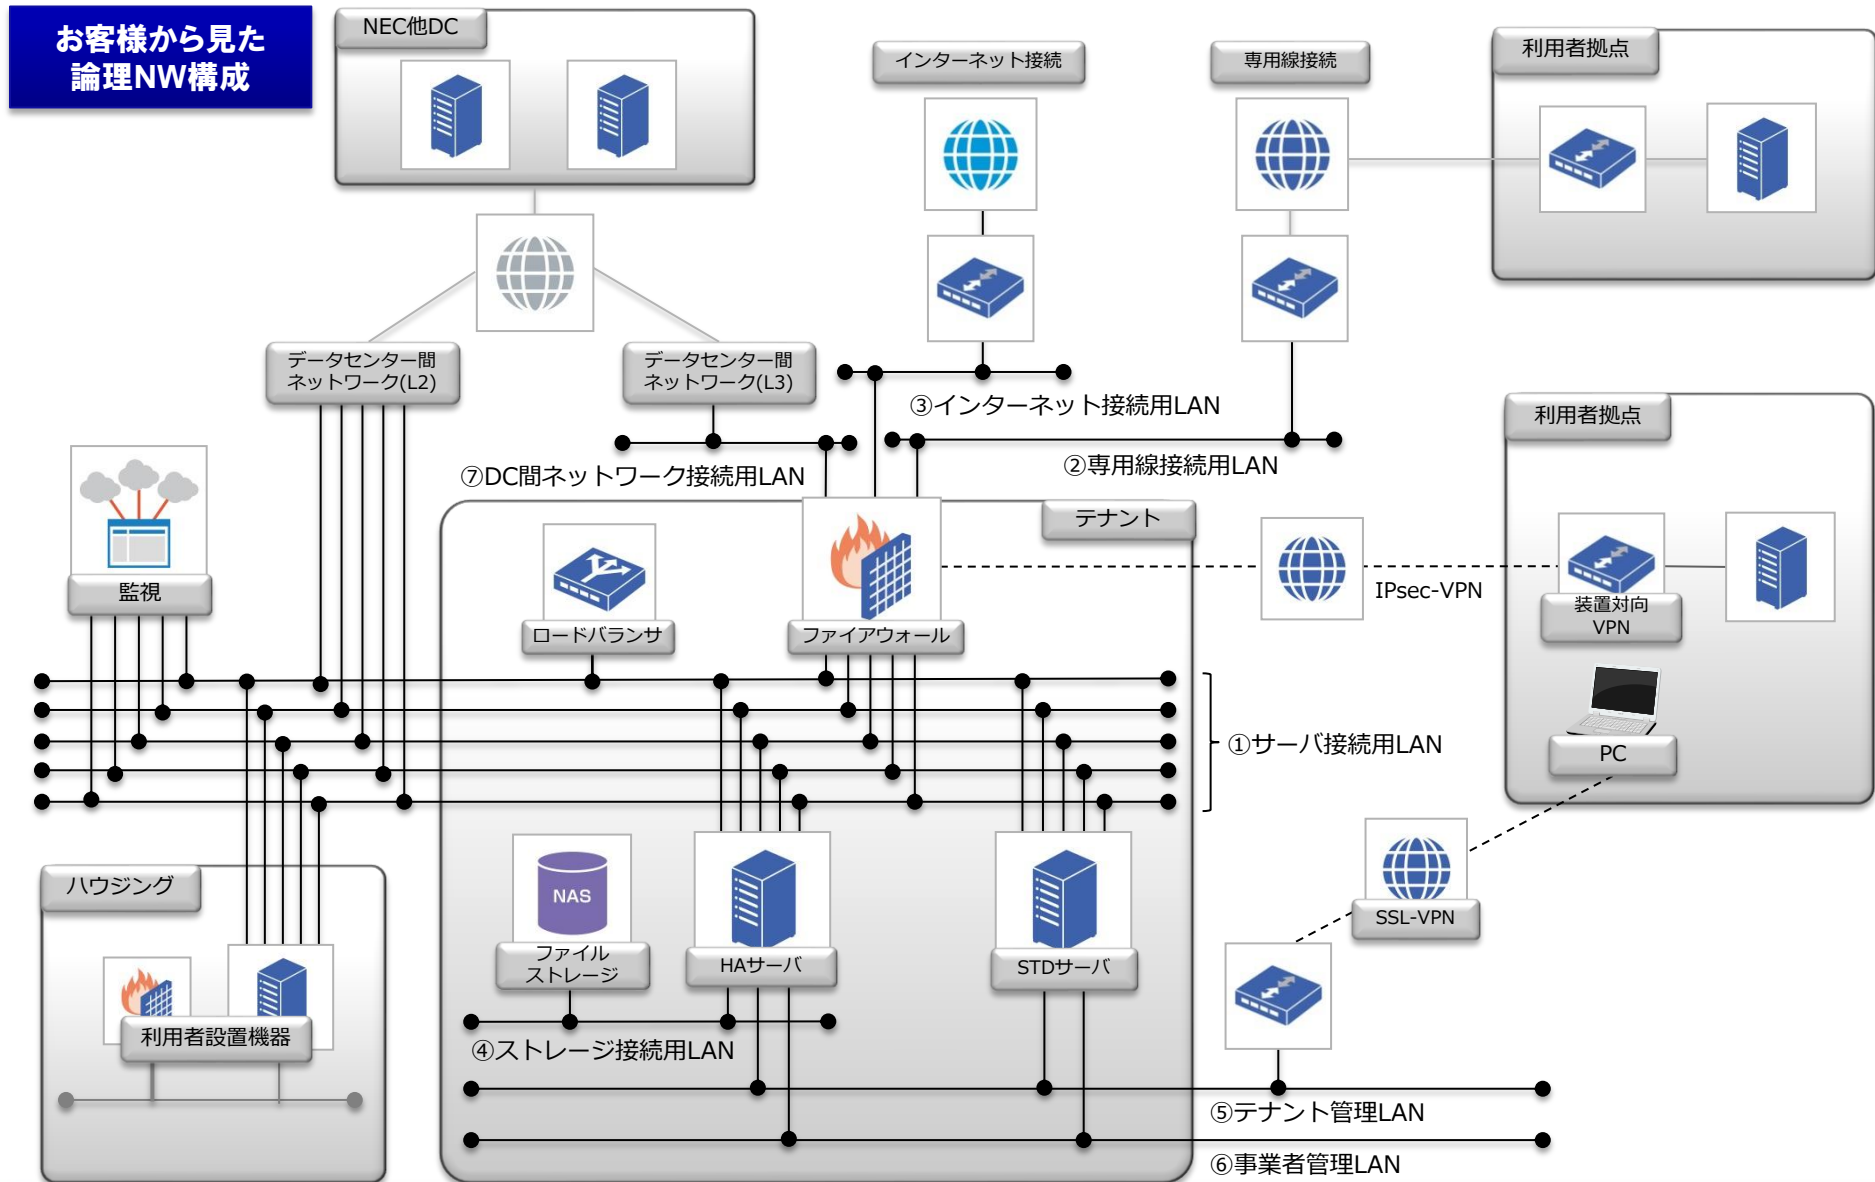 お客様から見た
論理NW構成
NEC他DC
インターネット接続
専用線接続
利用者拠点
データセンター間
ネットワーク(L2)
データセンター間
ネットワーク(L3)
③インターネット接続用LAN
②専用線接続用LAN
⑦DC間ネットワーク接続用LAN
利用者拠点
テナント
監視
ロードバランサ
ファイアウォール
IPsec-VPN
装置対向
VPN
①サーバ接続用LAN
PC
ハウジング
NAS
ファイル
ストレージ
HAサーバ
STDサーバ
SSL-VPN
利用者設置機器
④ストレージ接続用LAN
⑤テナント管理LAN
⑥事業者管理LAN